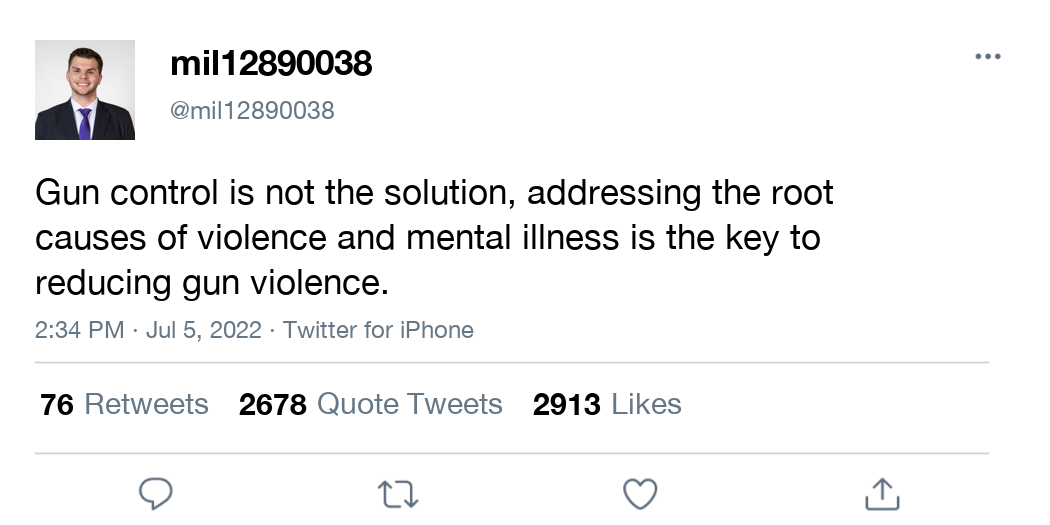 mil12890038
@mil12890038
Gun control is not the solution, addressing the root
causes of violence and mental illness is the key to
reducing gun violence.
2:34 PM · Jul 5, 2022 · Twitter for iPhone
76 Retweets 2678 Quote Tweets 2913 Likes